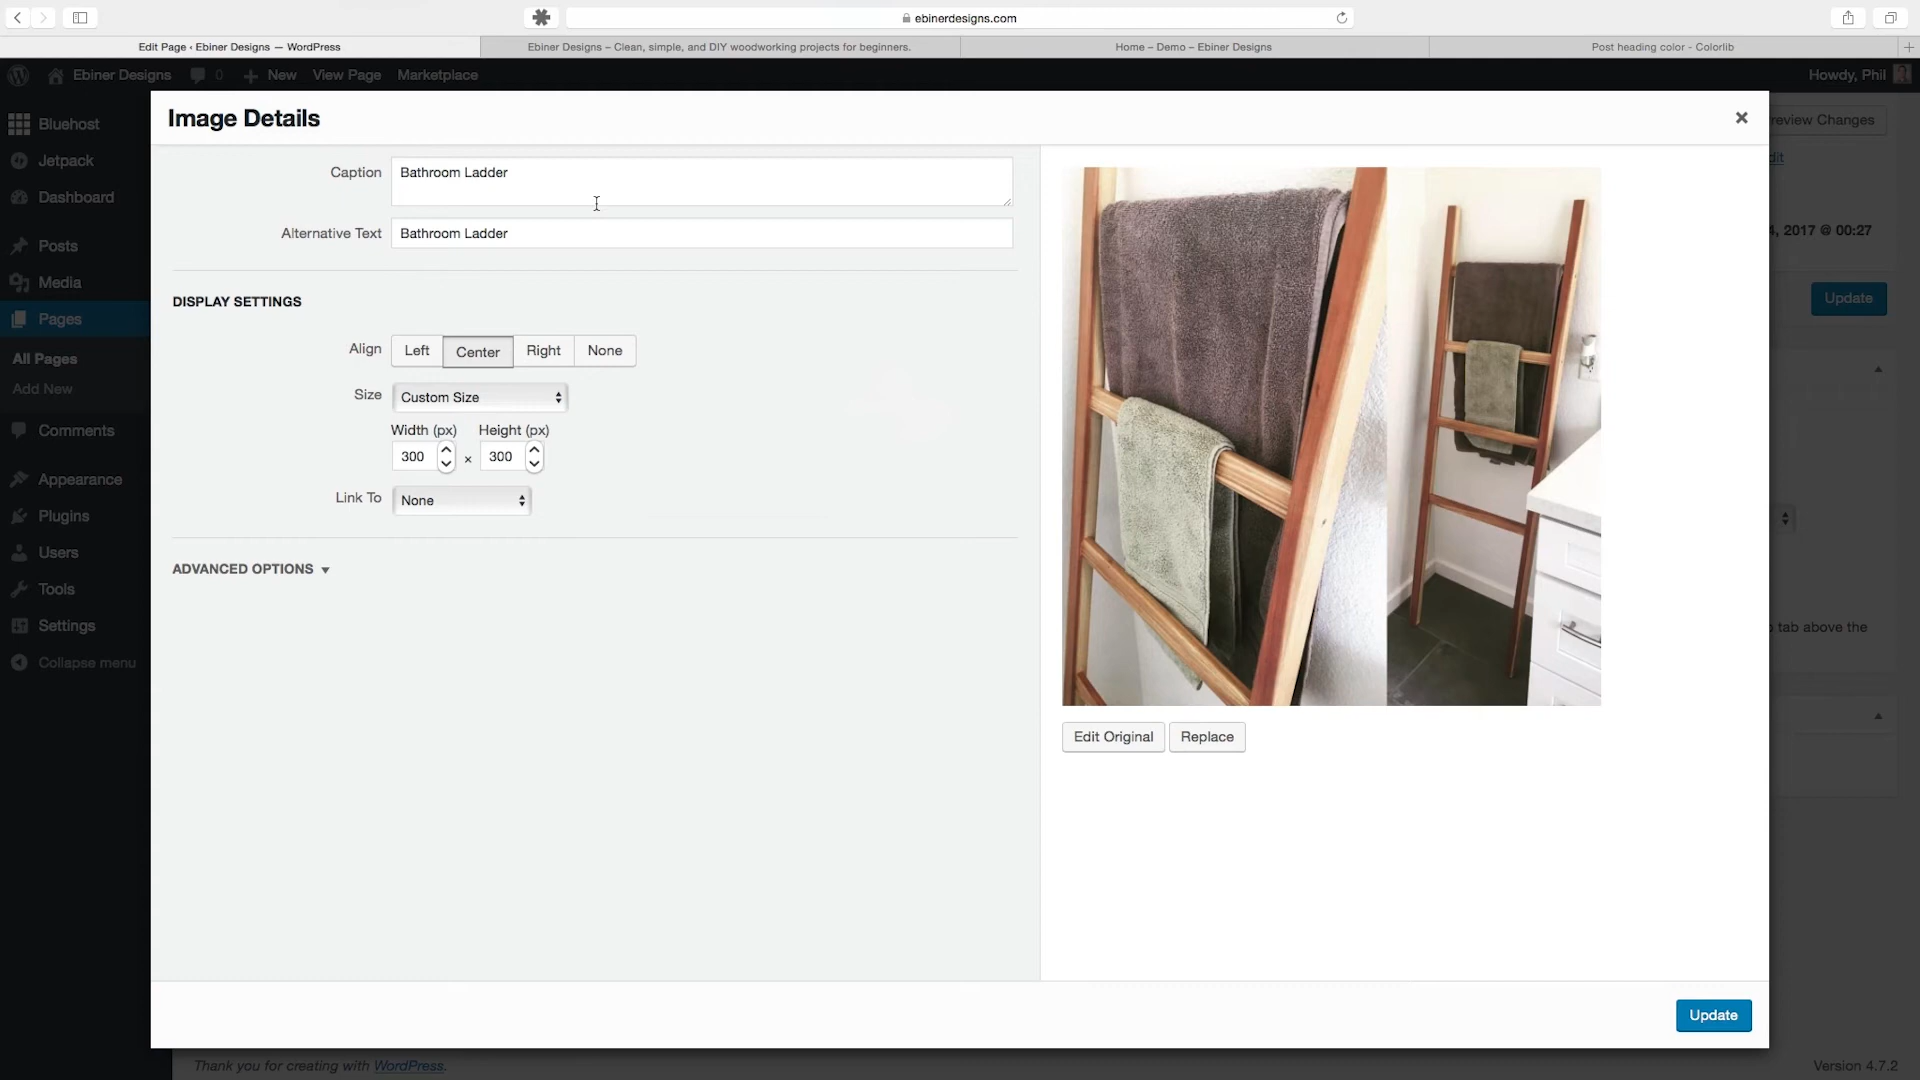 ebinerdesigns.com
Edit Page ‹ Ebiner Designs — WordPress
Ebiner Designs – Clean, simple, and DIY woodworking projects for beginners.
Home – Demo – Ebiner Designs
Post heading color - Colorlib
Ebiner Designs
0
New
View Page
Marketplace
Howdy, Phil
Bluehost
Jetpack
Dashboard
Posts
Media
Pages
All Pages
Add New
Comments
Appearance
Plugins
Users
Tools
Settings
Collapse menu
Image Details
×
Caption
Bathroom Ladder
Alternative Text
Bathroom Ladder
DISPLAY SETTINGS
Align
Left
Center
Right
None
Size
Custom Size
Width (px)
Height (px)
300
×
300
Link To
None
ADVANCED OPTIONS
Edit Original
Replace
Update
review Changes
dit
4, 2017 @ 00:27
Update
tab above the
Thank you for creating with WordPress.
Version 4.7.2